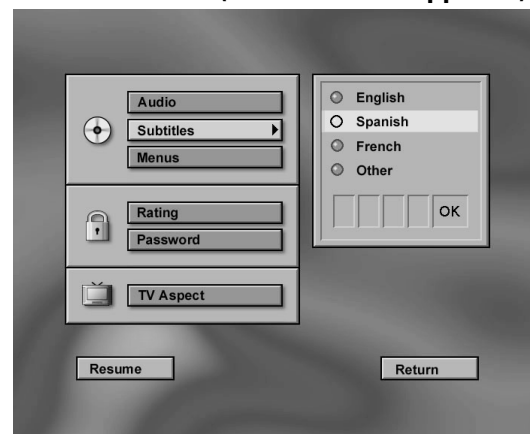 Audio
Subtitles
Menus
Rating
Password
TV Aspect
English
Spanish
French
Other
OK
Resume
Return